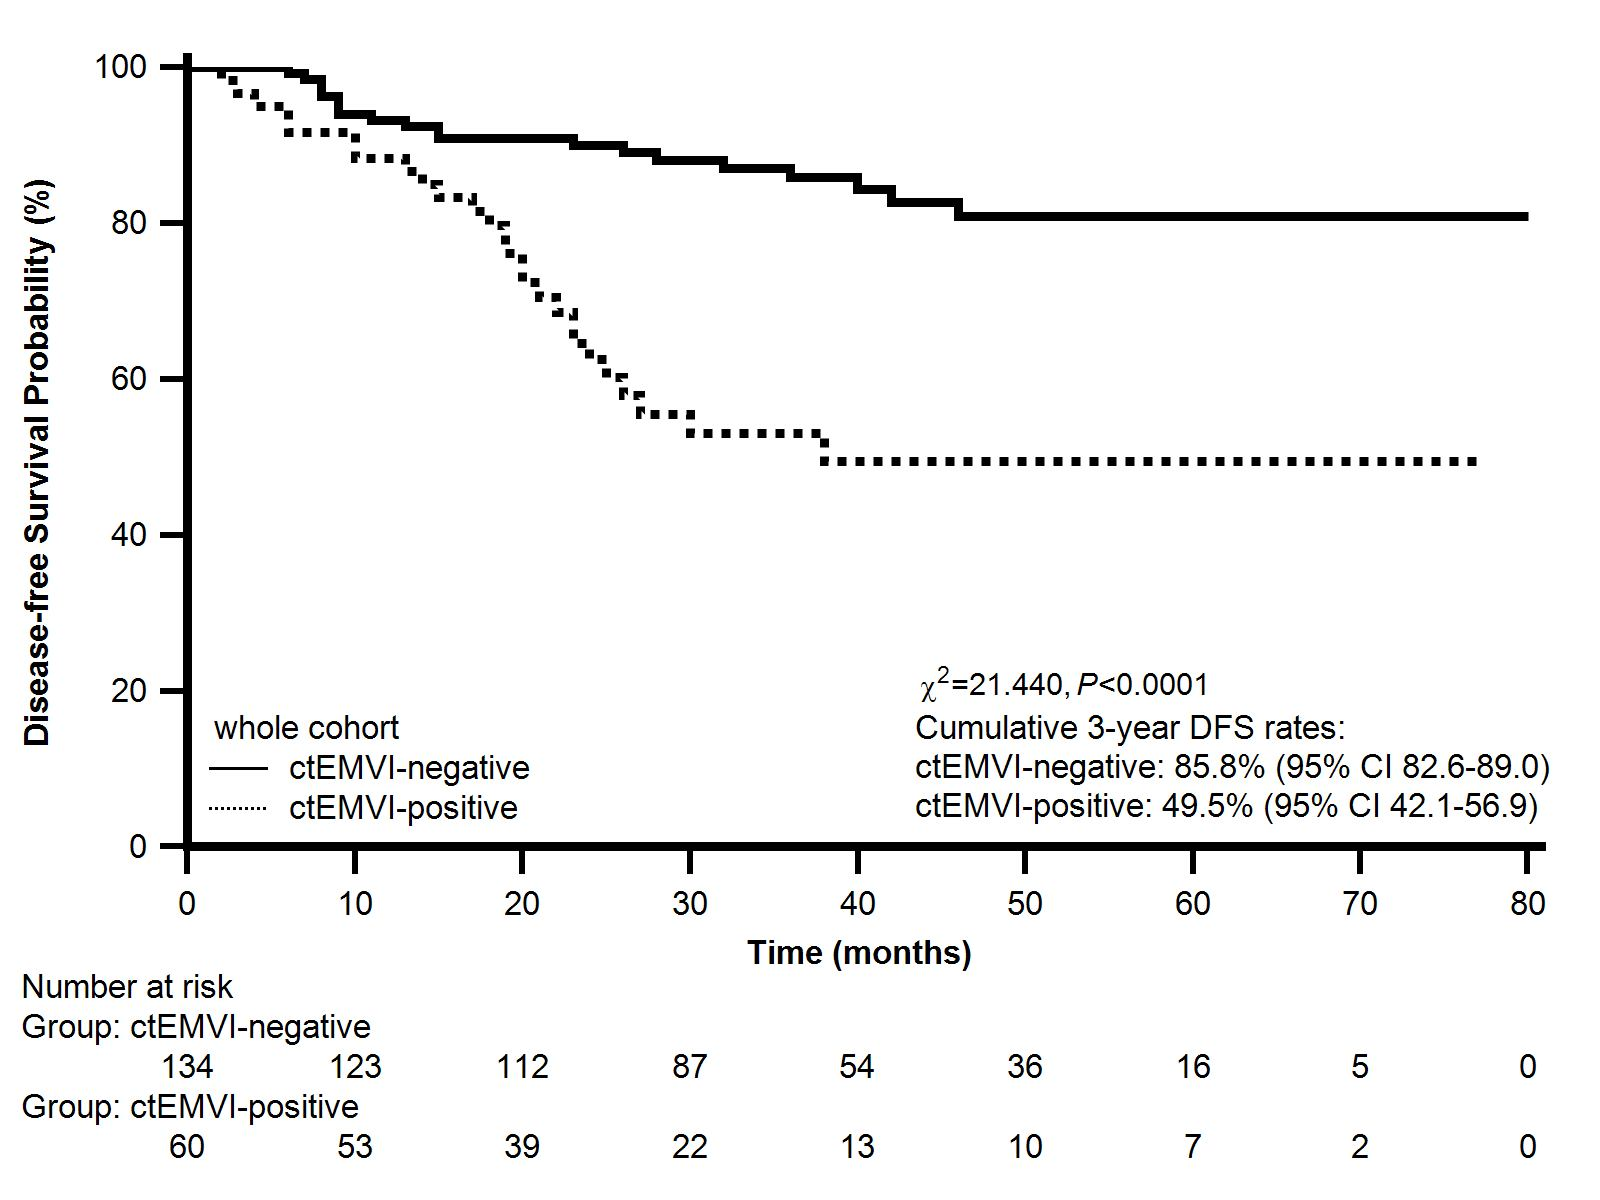 100
80
60
40
20
0
Disease-free Survival Probability (%)
χ²=21.440, P<0.0001
Cumulative 3-year DFS rates:
ctEMVI-negative: 85.8% (95% CI 82.6-89.0)
ctEMVI-positive: 49.5% (95% CI 42.1-56.9)
whole cohort
ctEMVI-negative
ctEMVI-positive
0 10 20 30 40 50 60 70 80
Time (months)
Number at risk
Group: ctEMVI-negative
134 123 112 87 54 36 16 5 0
Group: ctEMVI-positive
60 53 39 22 13 10 7 2 0